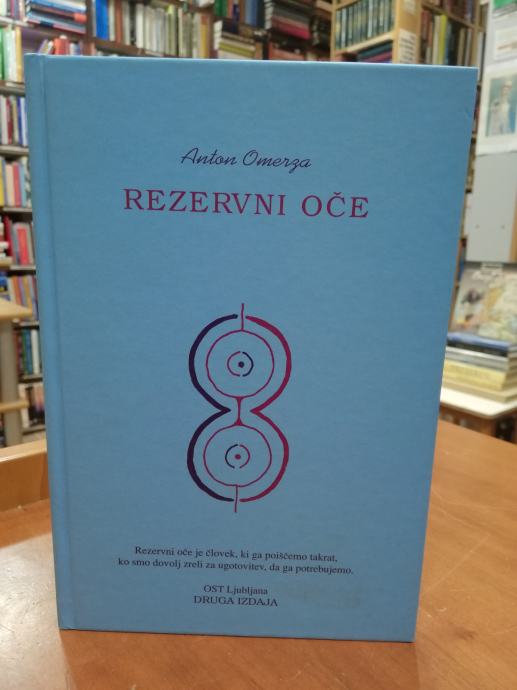 Anton Omerza
REZERVNI OČE
Rezervni oče je človek, ki ga poiščemo takrat,
ko smo dovolj zreli za ugotovitev, da ga potrebujemo.
OST Ljubljana
DRUGA IZDAJA